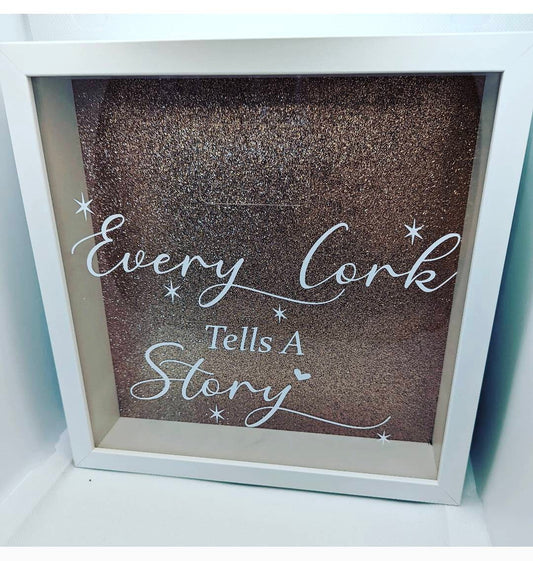 Every Cork
Tells A
Story